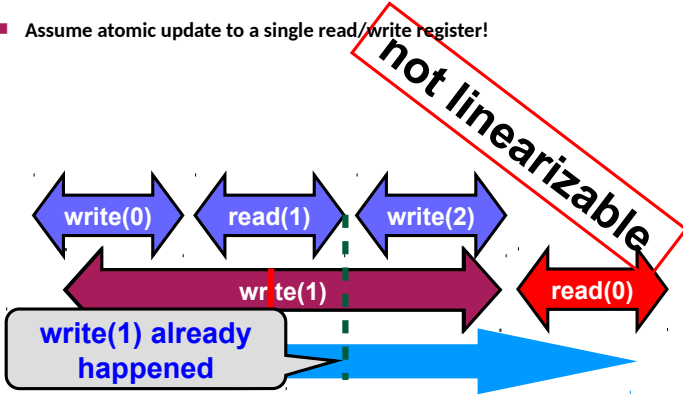 Assume atomic update to a single read/write register!
not linearizable
write(0)
read(1)
write(2)
write(1)
read(0)
write(1) already
happened